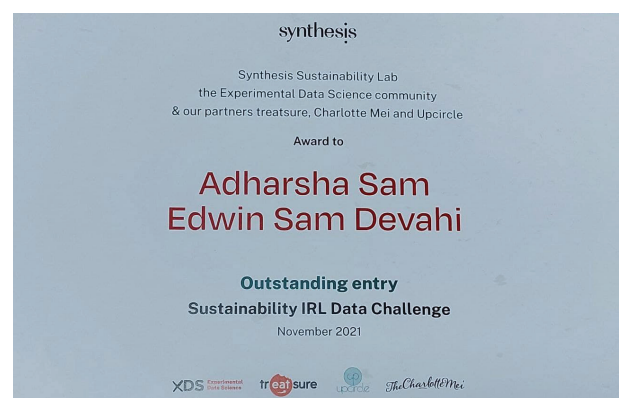 synthesis
Synthesis Sustainability Lab
the Experimental Data Science community
& our partners treatsure, Charlotte Mei and Upcircle
Award to
Adharsha Sam
Edwin Sam Devahi
Outstanding entry
Sustainability IRL Data Challenge
November 2021
XDS Experimental Data Science treatsure up upcircle TheCharlotteMei